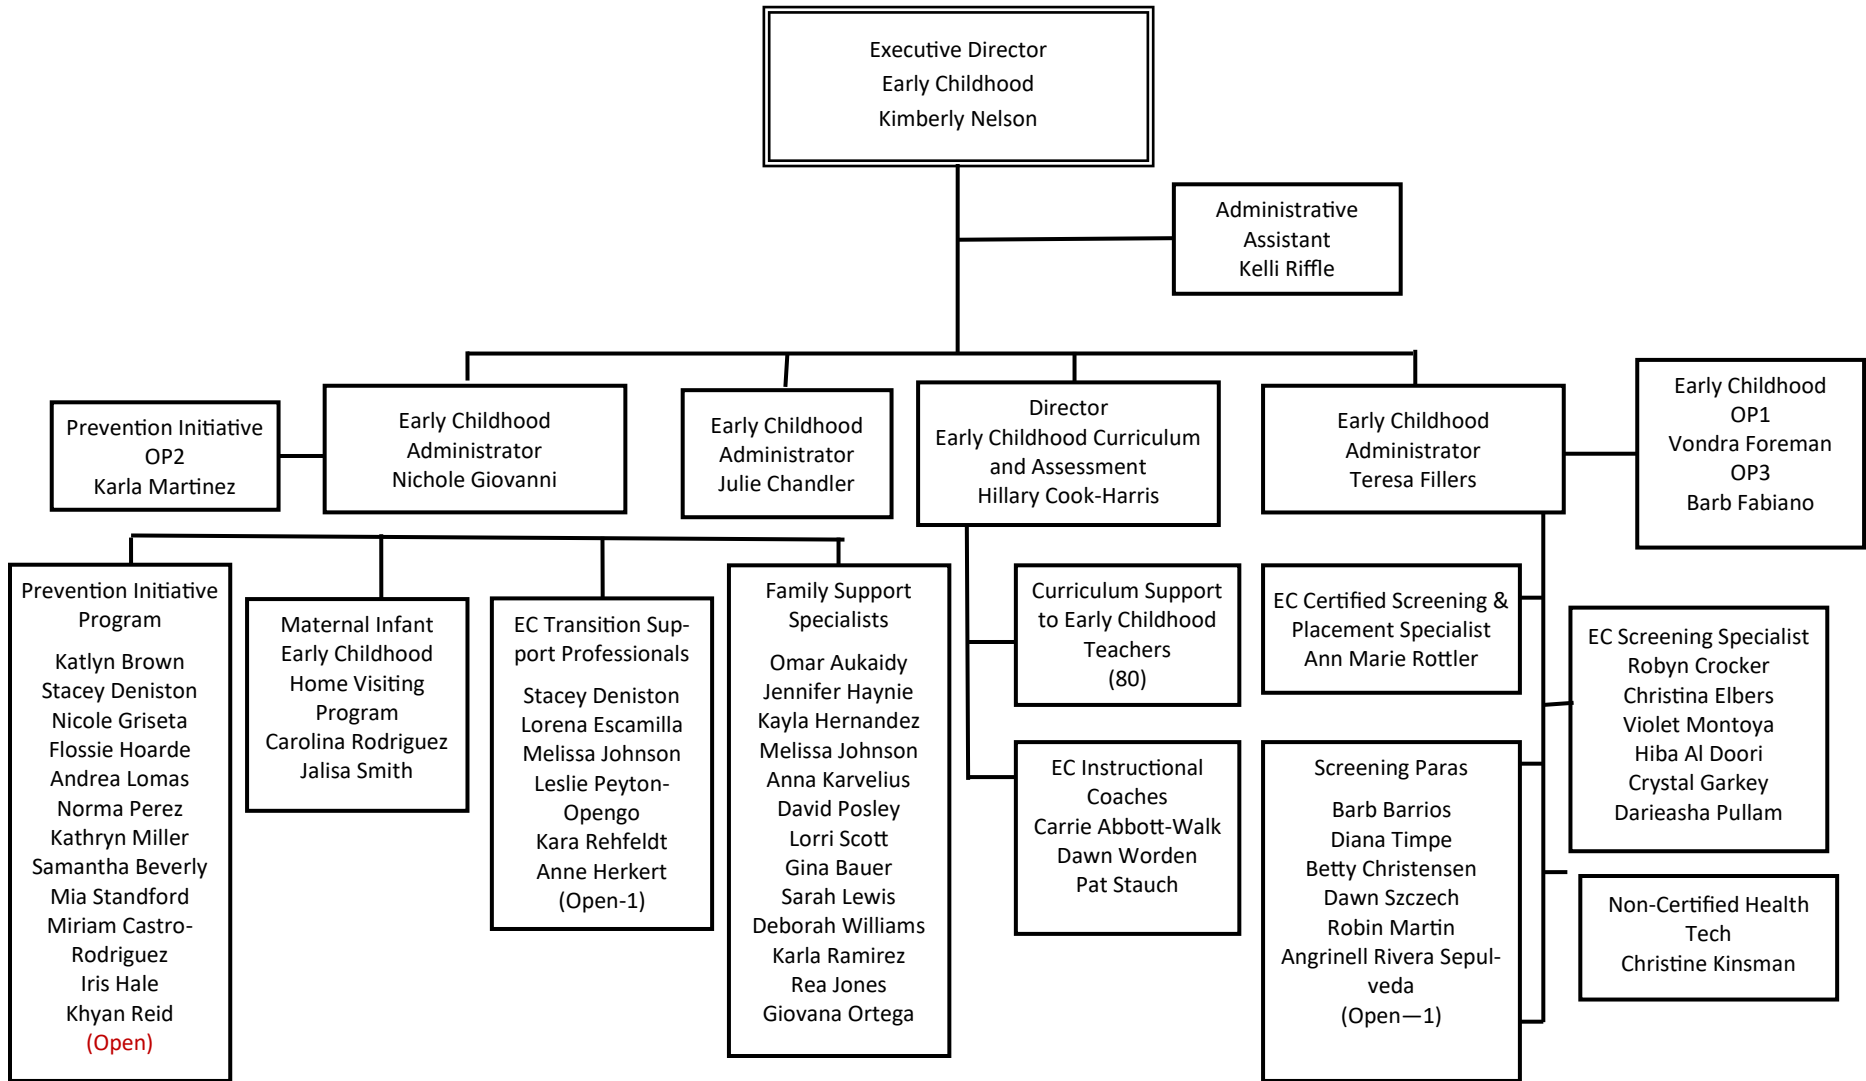 Executive Director
Early Childhood
Kimberly Nelson
Administrative
Assistant
Kelli Riffle
Prevention Initiative
OP2
Karla Martinez
Early Childhood
Administrator
Nichole Giovanni
Early Childhood
Administrator
Julie Chandler
Director
Early Childhood Curriculum
and Assessment
Hillary Cook-Harris
Early Childhood
Administrator
Teresa Fillers
Early Childhood
OP1
Vondra Foreman
OP3
Barb Fabiano
Prevention Initiative
Program
Katlyn Brown
Stacey Deniston
Nicole Griseta
Flossie Hoarde
Andrea Lomas
Norma Perez
Kathryn Miller
Samantha Beverly
Mia Standford
Miriam Castro-
Rodriguez
Iris Hale
Khyan Reid
(Open)
Maternal Infant
Early Childhood
Home Visiting
Program
Carolina Rodriguez
Jalisa Smith
EC Transition Sup-
port Professionals
Stacey Deniston
Lorena Escamilla
Melissa Johnson
Leslie Peyton-
Opengo
Kara Rehfeldt
Anne Herkert
(Open-1)
Family Support
Specialists
Omar Aukaidy
Jennifer Haynie
Kayla Hernandez
Melissa Johnson
Anna Karvelius
David Posley
Lorri Scott
Gina Bauer
Sarah Lewis
Deborah Williams
Karla Ramirez
Rea Jones
Giovana Ortega
Curriculum Support
to Early Childhood
Teachers
(80)
EC Instructional
Coaches
Carrie Abbott-Walk
Dawn Worden
Pat Stauch
EC Certified Screening &
Placement Specialist
Ann Marie Rottler
Screening Paras
Barb Barrios
Diana Timpe
Betty Christensen
Dawn Szczech
Robin Martin
Angrinell Rivera Sepul-
veda
(Open—1)
EC Screening Specialist
Robyn Crocker
Christina Elbers
Violet Montoya
Hiba Al Doori
Crystal Garkey
Darieasha Pullam
Non-Certified Health
Tech
Christine Kinsman